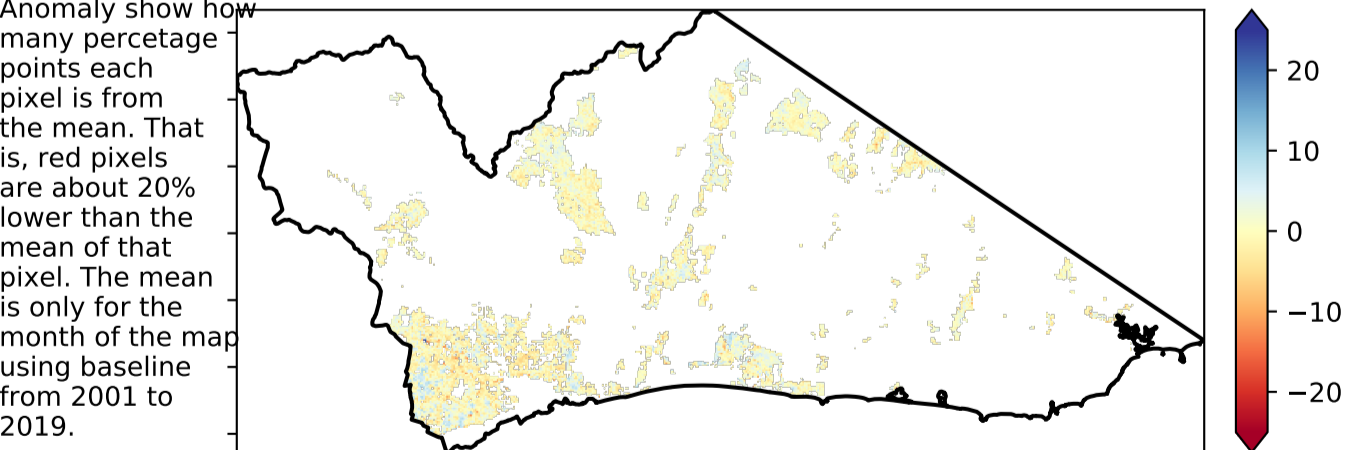 Anomaly show how
many percetage
points each
pixel is from
the mean. That
is, red pixels
are about 20%
lower than the
mean of that
pixel. The mean
is only for the
month of the map
using baseline
from 2001 to
2019.
20
10
0
−10
−20